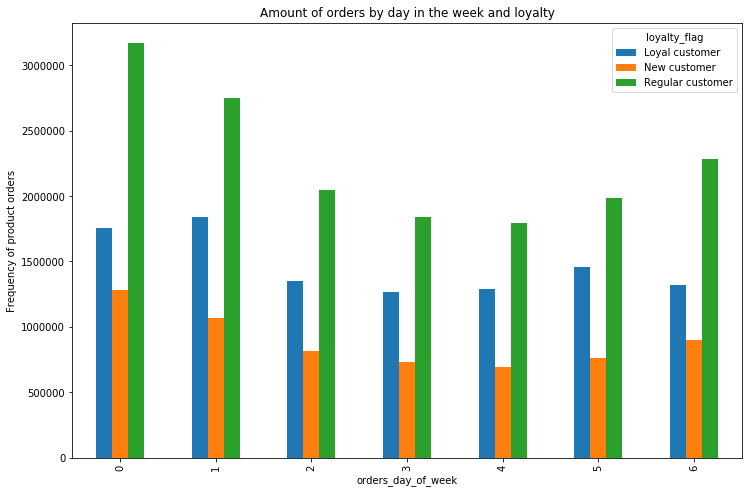 Amount of orders by day in the week and loyalty
loyalty_flag
Loyal customer
New customer
Regular customer
3000000
2500000
2000000
1500000
1000000
500000
0
Frequency of product orders
0 1 2 3 4 5 6
orders_day_of_week